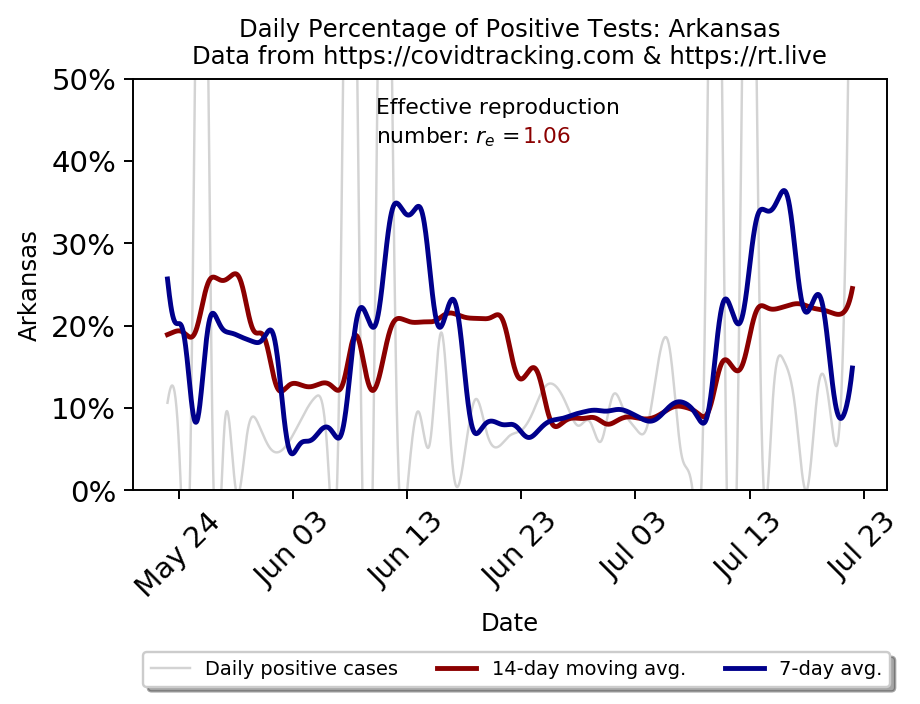 Daily Percentage of Positive Tests: Arkansas
Data from https://covidtracking.com & https://rt.live
Effective reproduction
number: rₑ =1.06
50%
40%
30%
20%
10%
0%
Arkansas
May 24
Jun 03
Jun 13
Jun 23
Jul 03
Jul 13
Jul 23
Date
Daily positive cases
14-day moving avg.
7-day avg.